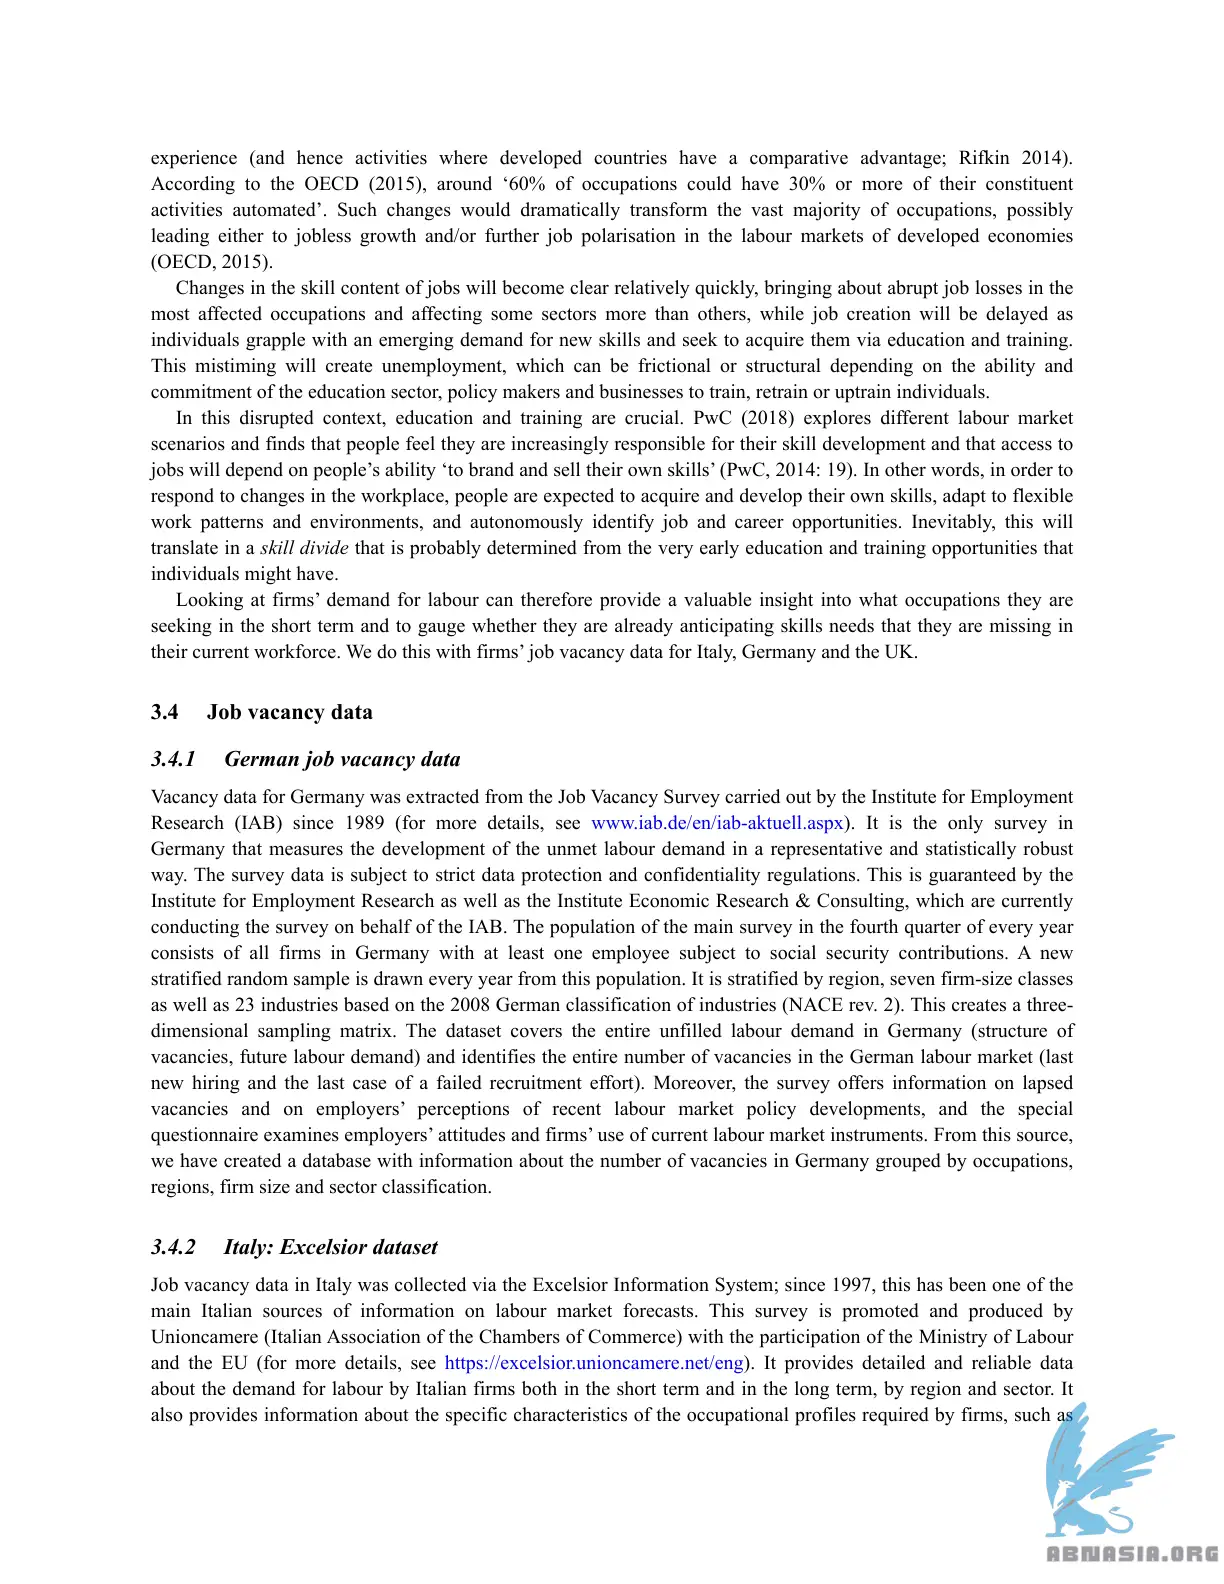 experience (and hence activities where developed countries have a comparative advantage; Rifkin 2014).
According to the OECD (2015), around ‘60% of occupations could have 30% or more of their constituent
activities automated’. Such changes would dramatically transform the vast majority of occupations, possibly
leading either to jobless growth and/or further job polarisation in the labour markets of developed economies
(OECD, 2015).
Changes in the skill content of jobs will become clear relatively quickly, bringing about abrupt job losses in the
most affected occupations and affecting some sectors more than others, while job creation will be delayed as
individuals grapple with an emerging demand for new skills and seek to acquire them via education and training.
This mistiming will create unemployment, which can be frictional or structural depending on the ability and
commitment of the education sector, policy makers and businesses to train, retrain or uptrain individuals.
In this disrupted context, education and training are crucial. PwC (2018) explores different labour market
scenarios and finds that people feel they are increasingly responsible for their skill development and that access to
jobs will depend on people’s ability ‘to brand and sell their own skills’ (PwC, 2014: 19). In other words, in order to
respond to changes in the workplace, people are expected to acquire and develop their own skills, adapt to flexible
work patterns and environments, and autonomously identify job and career opportunities. Inevitably, this will
translate in a skill divide that is probably determined from the very early education and training opportunities that
individuals might have.
Looking at firms’ demand for labour can therefore provide a valuable insight into what occupations they are
seeking in the short term and to gauge whether they are already anticipating skills needs that they are missing in
their current workforce. We do this with firms’ job vacancy data for Italy, Germany and the UK.
3.4 Job vacancy data
3.4.1 German job vacancy data
Vacancy data for Germany was extracted from the Job Vacancy Survey carried out by the Institute for Employment
Research (IAB) since 1989 (for more details, see www.iab.de/en/iab-aktuell.aspx). It is the only survey in
Germany that measures the development of the unmet labour demand in a representative and statistically robust
way. The survey data is subject to strict data protection and confidentiality regulations. This is guaranteed by the
Institute for Employment Research as well as the Institute Economic Research & Consulting, which are currently
conducting the survey on behalf of the IAB. The population of the main survey in the fourth quarter of every year
consists of all firms in Germany with at least one employee subject to social security contributions. A new
stratified random sample is drawn every year from this population. It is stratified by region, seven firm-size classes
as well as 23 industries based on the 2008 German classification of industries (NACE rev. 2). This creates a three-
dimensional sampling matrix. The dataset covers the entire unfilled labour demand in Germany (structure of
vacancies, future labour demand) and identifies the entire number of vacancies in the German labour market (last
new hiring and the last case of a failed recruitment effort). Moreover, the survey offers information on lapsed
vacancies and on employers’ perceptions of recent labour market policy developments, and the special
questionnaire examines employers’ attitudes and firms’ use of current labour market instruments. From this source,
we have created a database with information about the number of vacancies in Germany grouped by occupations,
regions, firm size and sector classification.
3.4.2 Italy: Excelsior dataset
Job vacancy data in Italy was collected via the Excelsior Information System; since 1997, this has been one of the
main Italian sources of information on labour market forecasts. This survey is promoted and produced by
Unioncamere (Italian Association of the Chambers of Commerce) with the participation of the Ministry of Labour
and the EU (for more details, see https://excelsior.unioncamere.net/eng). It provides detailed and reliable data
about the demand for labour by Italian firms both in the short term and in the long term, by region and sector. It
also provides information about the specific characteristics of the occupational profiles required by firms, such as
ABNASIA.ORG